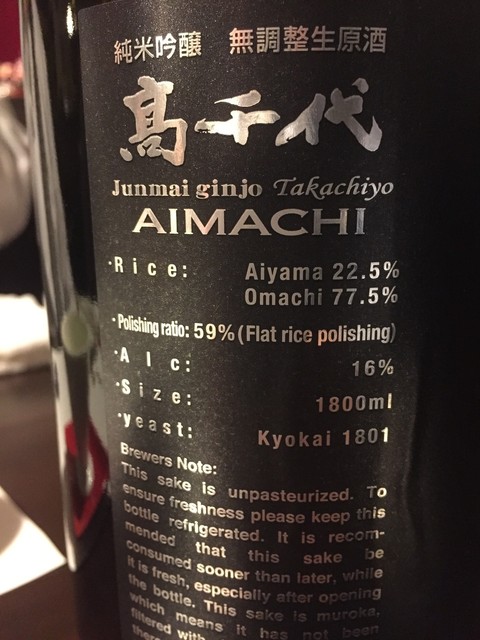 純米吟醸　無調整生原酒
髙千代
Junmai ginjo Takachiyo
AIMACHI
・Rice: Aiyama 22.5%
Omachi 77.5%
・Polishing ratio: 59% (Flat rice polishing)
・Alc: 16%
・Size: 1800ml
・yeast: Kyokai 1801
Brewers Note:
This sake is unpasteurized. To
ensure freshness please keep this
bottle refrigerated. It is recom-
mended that this sake be
consumed sooner than later, while
it is fresh, especially after opening
the bottle. This sake is muroka,
which means it has not been
filtered with